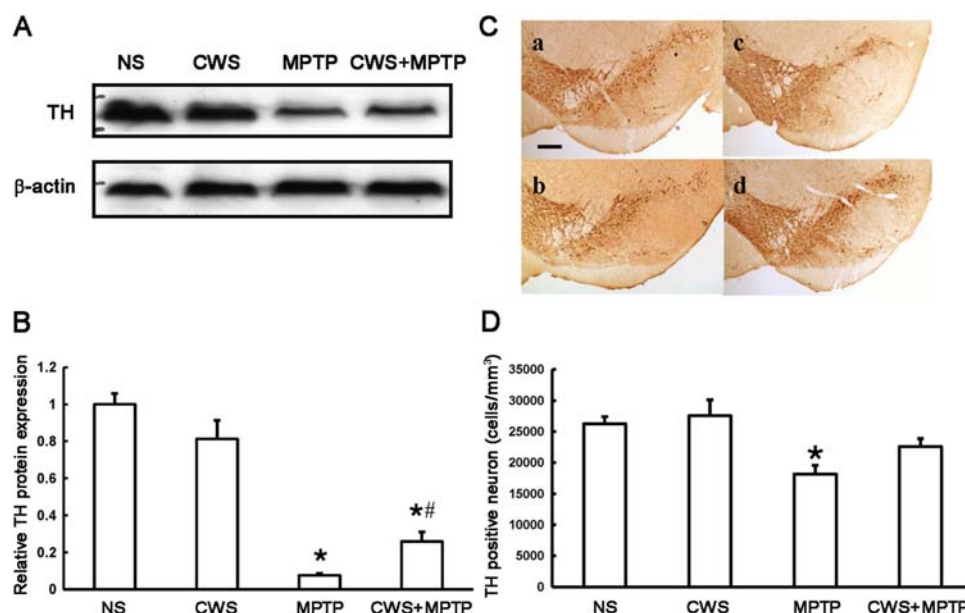 A
NS CWS MPTP CWS+MPTP
TH
β-actin
B
Relative TH protein expression
1.2
1
0.8
0.6
0.4
0.2
0
*
*#
NS CWS MPTP CWS+MPTP
C
a
c
b
d
D
TH positive neuron (cells/mm³)
35000
30000
25000
20000
15000
10000
5000
0
*
NS CWS MPTP CWS+MPTP